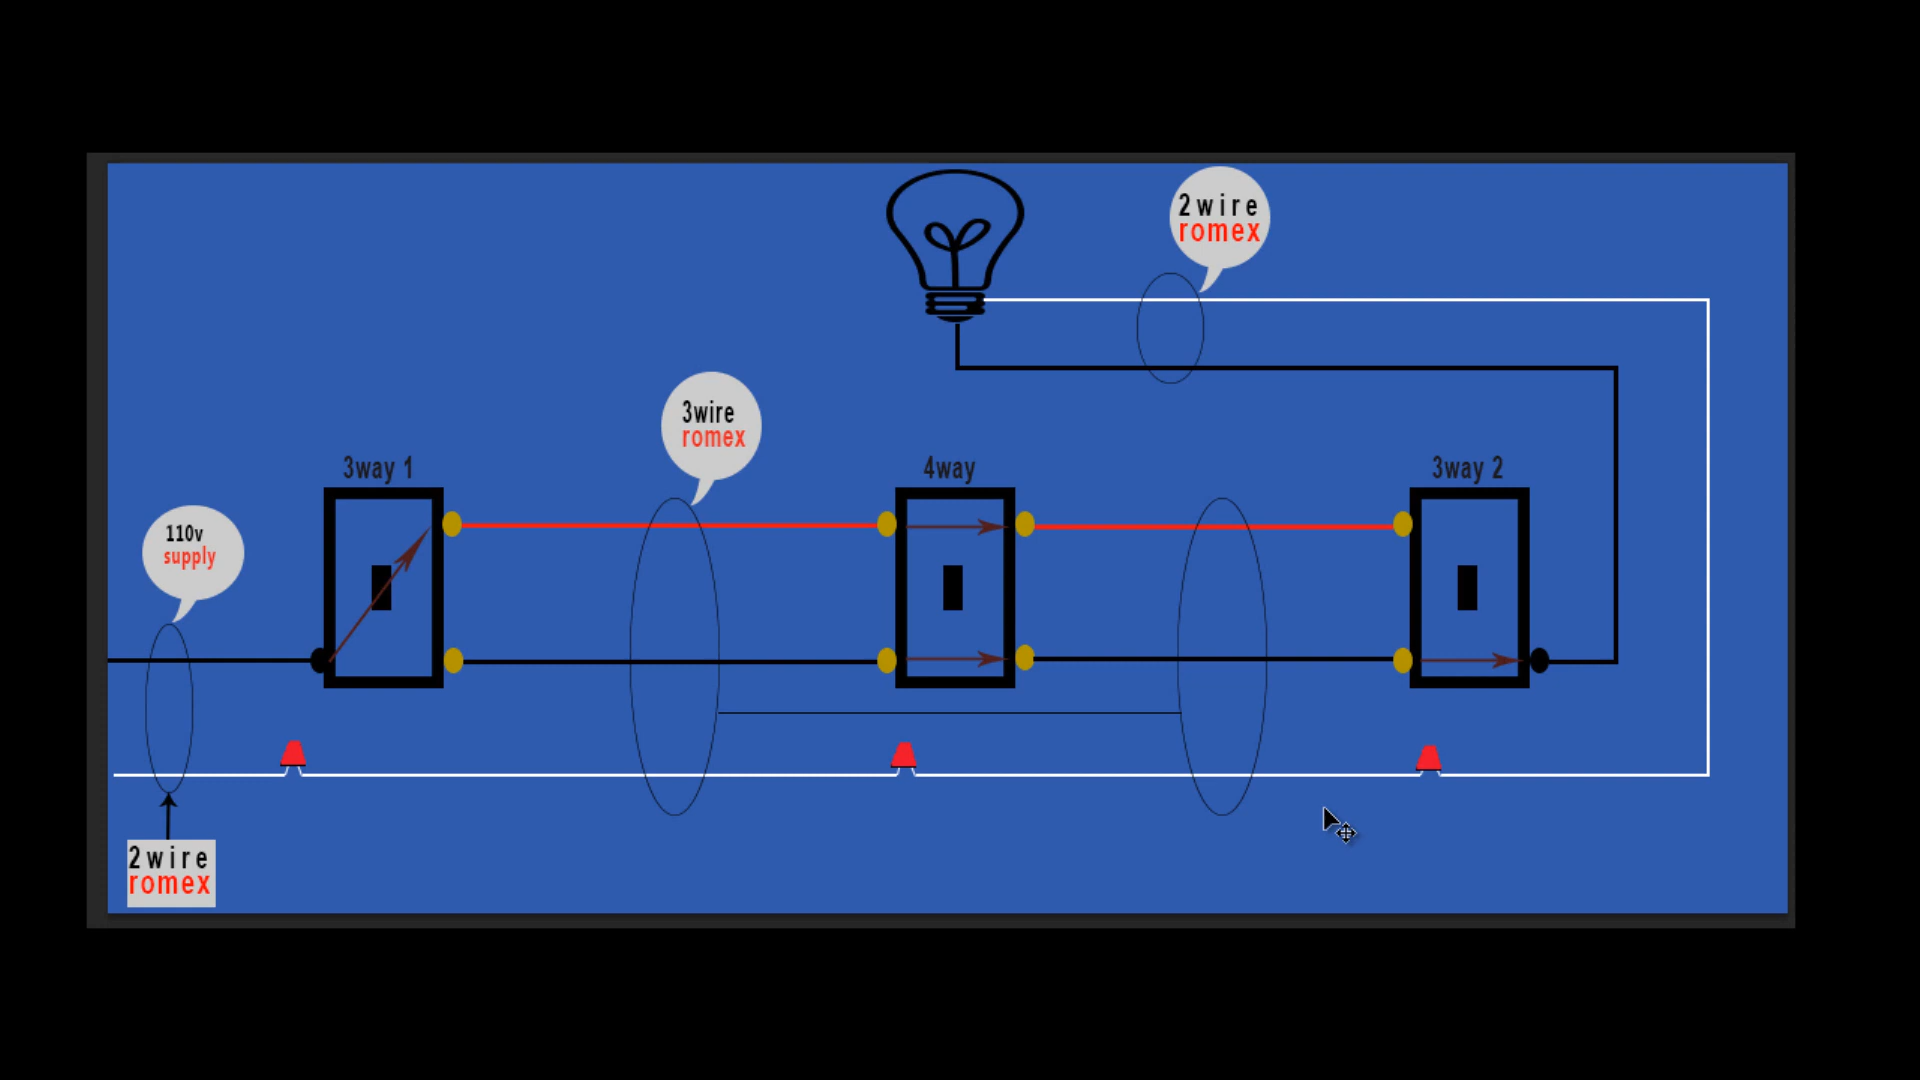 2wire
romex
3wire
romex
3way 1
4way
3way 2
110v
supply
2wire
romex